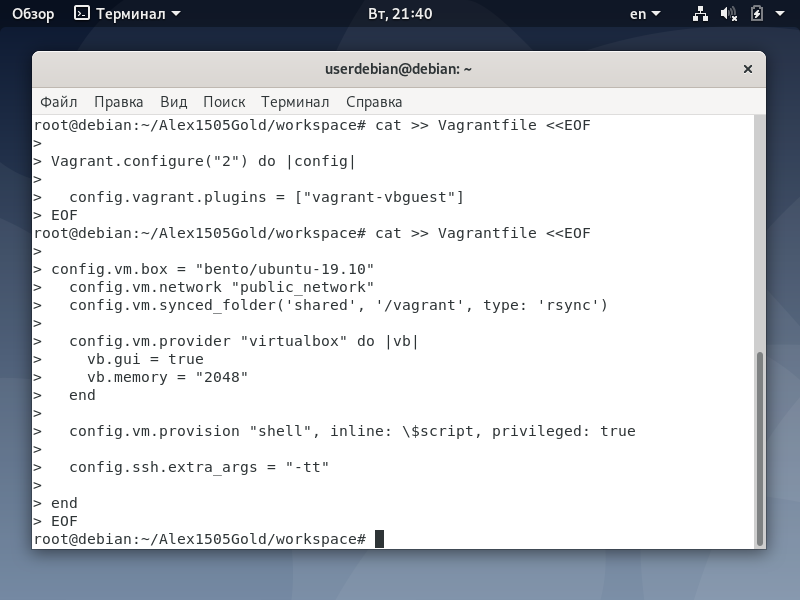 Обзор Терминал Вт, 21:40 en
userdebian@debian: ~ ×
Файл Правка Вид Поиск Терминал Справка
root@debian:~/Alex1505Gold/workspace# cat >> Vagrantfile <<EOF
>
> Vagrant.configure("2") do |config|
>
>   config.vagrant.plugins = ["vagrant-vbguest"]
> EOF
root@debian:~/Alex1505Gold/workspace# cat >> Vagrantfile <<EOF
>
> config.vm.box = "bento/ubuntu-19.10"
>   config.vm.network "public_network"
>   config.vm.synced_folder('shared', '/vagrant', type: 'rsync')
>
>   config.vm.provider "virtualbox" do |vb|
>     vb.gui = true
>     vb.memory = "2048"
>   end
>
>   config.vm.provision "shell", inline: \$script, privileged: true
>
>   config.ssh.extra_args = "-tt"
>
> end
> EOF
root@debian:~/Alex1505Gold/workspace#